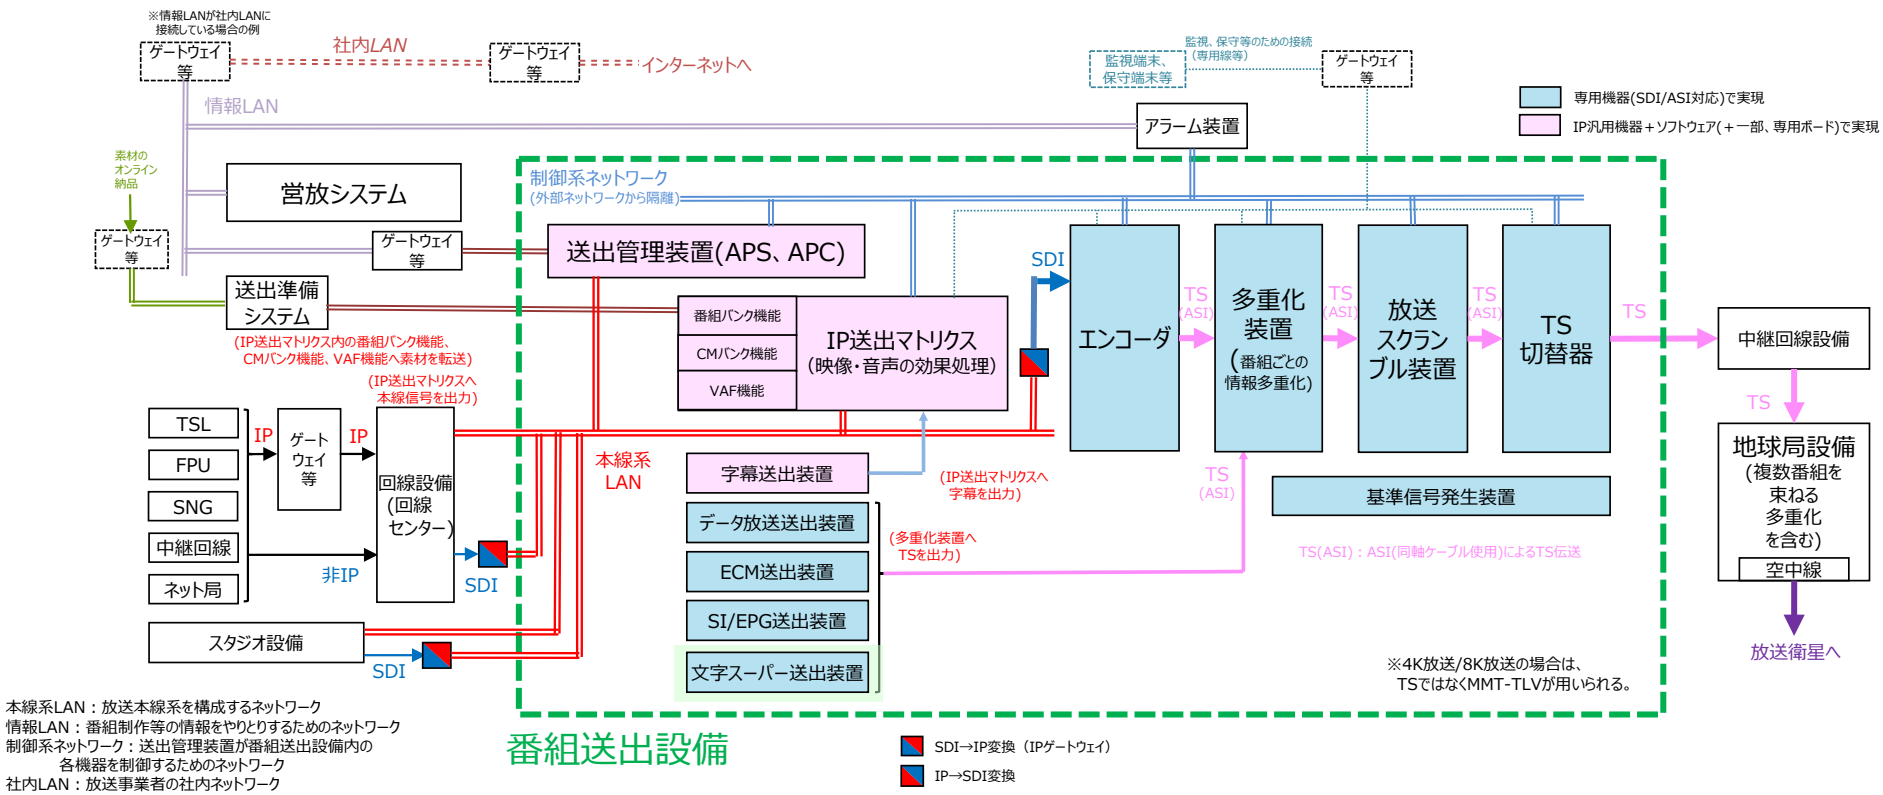 ※情報LANが社内LANに
接続している場合の例
ゲートウェイ
等
社内LAN
ゲートウェイ
等
インターネットへ
監視、保守等のための接続
（専用線等）
監視端末、
保守端末等
ゲートウェイ
等
専用機器(SDI/ASI対応)で実現
IP汎用機器＋ソフトウェア(＋一部、専用ボード)で実現
情報LAN
アラーム装置
素材の
オンライン
納品
営放システム
制御系ネットワーク
(外部ネットワークから隔離)
ゲートウェイ
等
ゲートウェイ
等
送出管理装置(APS、APC)
送出準備
システム
(IP送出マトリクス内の番組バンク機能、
CMバンク機能、VAF機能へ素材を転送)
番組バンク機能
CMバンク機能
VAF機能
IP送出マトリクス
(映像・音声の効果処理)
SDI
エンコーダ
TS
(ASI)
多重化
装置
(番組ごとの
情報多重化)
TS
(ASI)
放送
スクラン
ブル装置
TS
(ASI)
TS
切替器
TS
中継回線設備
TS
地球局設備
(複数番組を
束ねる
多重化
を含む)
空中線
放送衛星へ
(IP送出マトリクスへ
本線信号を出力)
TSL
FPU
SNG
中継回線
ネット局
IP
ゲート
ウェイ
等
IP
非IP
回線設備
(回線
センター)
SDI
スタジオ設備
SDI
本線系
LAN
字幕送出装置
(IP送出マトリクスへ
字幕を出力)
データ放送送出装置
ECM送出装置
SI/EPG送出装置
文字スーパー送出装置
(多重化装置へ
TSを出力)
TS
(ASI)
基準信号発生装置
TS(ASI)：ASI(同軸ケーブル使用)によるTS伝送
※4K放送/8K放送の場合は、
TSではなくMMT-TLVが用いられる。
番組送出設備
本線系LAN：放送本線系を構成するネットワーク
情報LAN：番組制作等の情報をやりとりするためのネットワーク
制御系ネットワーク：送出管理装置が番組送出設備内の
各機器を制御するためのネットワーク
社内LAN：放送事業者の社内ネットワーク
SDI→IP変換（IPゲートウェイ）
IP→SDI変換